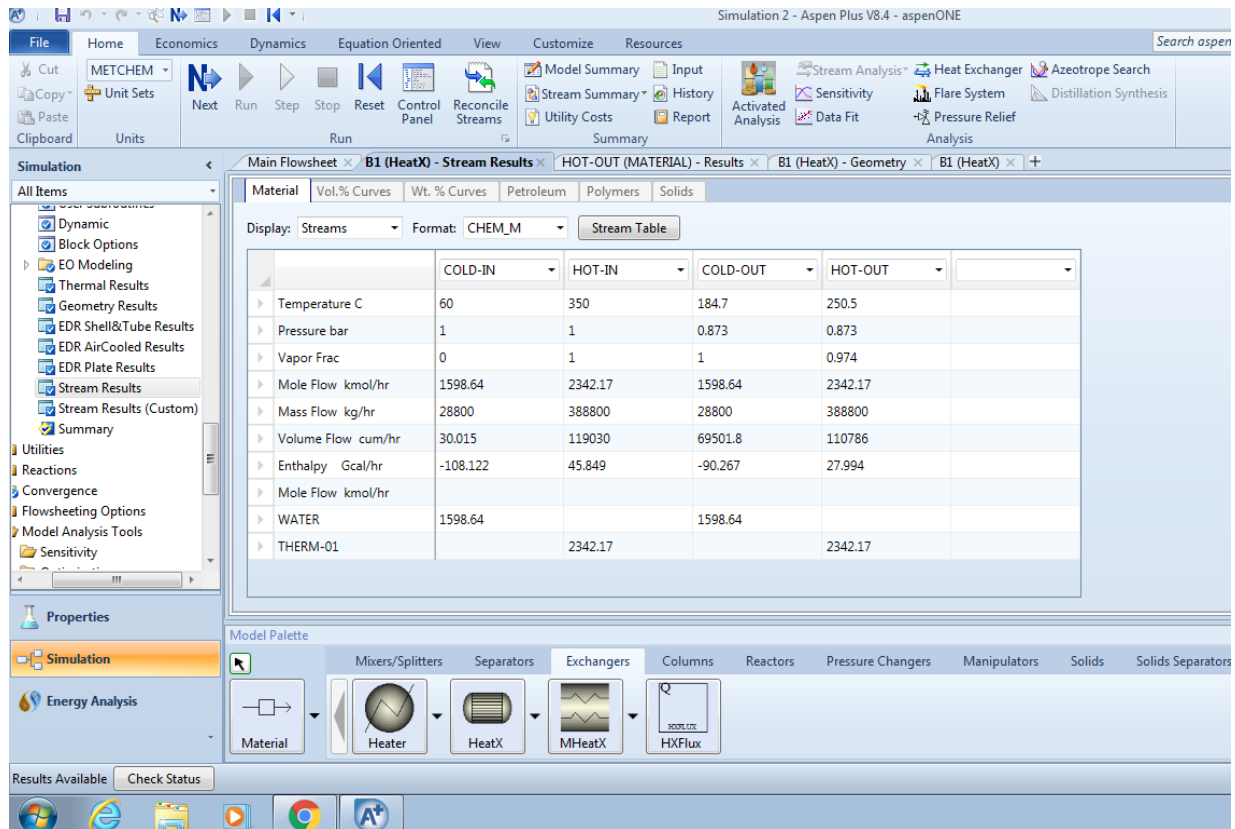 Simulation 2 - Aspen Plus V8.4 - aspenONE
File Home Economics Dynamics Equation Oriented View Customize Resources Search aspen
Cut METCHEM Model Summary Input Stream Analysis Heat Exchanger Azeotrope Search
Copy Unit Sets Next Run Step Stop Reset Control Panel Reconcile Streams Stream Summary History Activated Analysis Sensitivity Flare System Distillation Synthesis
Paste Utility Costs Report Data Fit Pressure Relief
Clipboard Units Run Summary Analysis
Simulation < Main Flowsheet B1 (HeatX) - Stream Results HOT-OUT (MATERIAL) - Results B1 (HeatX) - Geometry B1 (HeatX) +
All Items Material Vol.% Curves Wt. % Curves Petroleum Polymers Solids
Dynamic
Block Options
EO Modeling
Thermal Results
Geometry Results
EDR Shell&Tube Results
EDR AirCooled Results
EDR Plate Results
Stream Results
Stream Results (Custom)
Summary
Utilities
Reactions
Convergence
Flowsheeting Options
Model Analysis Tools
Sensitivity
Properties
Simulation
Energy Analysis
Display: Streams Format: CHEM_M Stream Table
COLD-IN HOT-IN COLD-OUT HOT-OUT
Temperature C 60 350 184.7 250.5
Pressure bar 1 1 0.873 0.873
Vapor Frac 0 1 1 0.974
Mole Flow kmol/hr 1598.64 2342.17 1598.64 2342.17
Mass Flow kg/hr 28800 388800 28800 388800
Volume Flow cum/hr 30.015 119030 69501.8 110786
Enthalpy Gcal/hr -108.122 45.849 -90.267 27.994
Mole Flow kmol/hr
WATER 1598.64 1598.64
THERM-01 2342.17 2342.17
Model Palette
Mixers/Splitters Separators Exchangers Columns Reactors Pressure Changers Manipulators Solids Solids Separators
Q
HXFLUX
Material Heater HeatX MHeatX HXFlux
Results Available Check Status